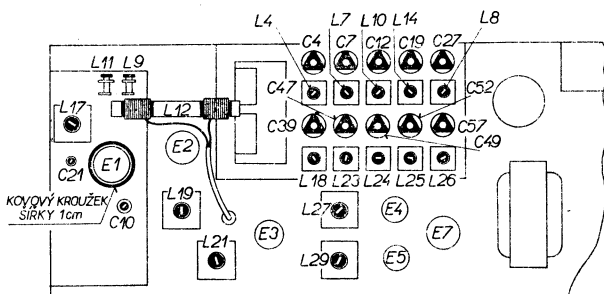 L4 L7 L10 L14 L8
C4 C7 C12 C19 C27
L11 L9
C47 C52
L17 L12
C39 C57
C49
E2
C21 E1
L18 L23 L24 L25 L26
KOVOVÝ KROUŽEK
ŠÍRKY 1cm
C10 L19 L27 E4
E3 E7
L21 L29 E5